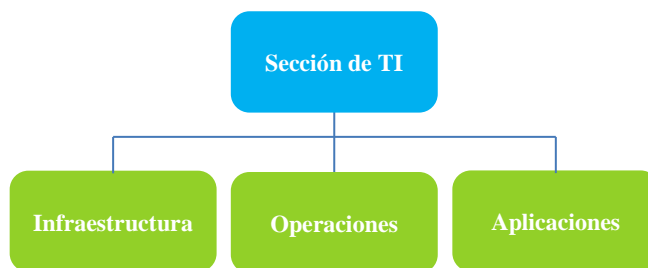 Sección de TI
Infraestructura
Operaciones
Aplicaciones